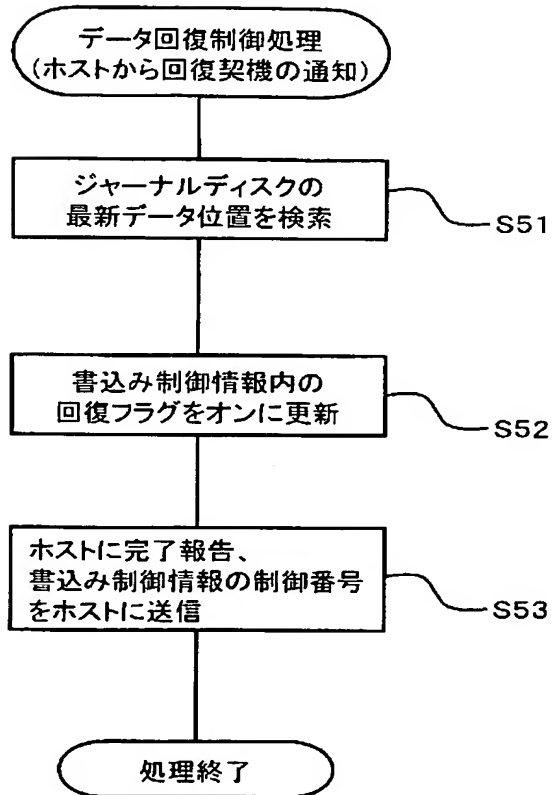 データ回復制御処理
(ホストから回復契機の通知)
ジャーナルディスクの
最新データ位置を検索
S51
書込み制御情報内の
回復フラグをオンに更新
S52
ホストに完了報告、
書込み制御情報の制御番号
をホストに送信
S53
処理終了